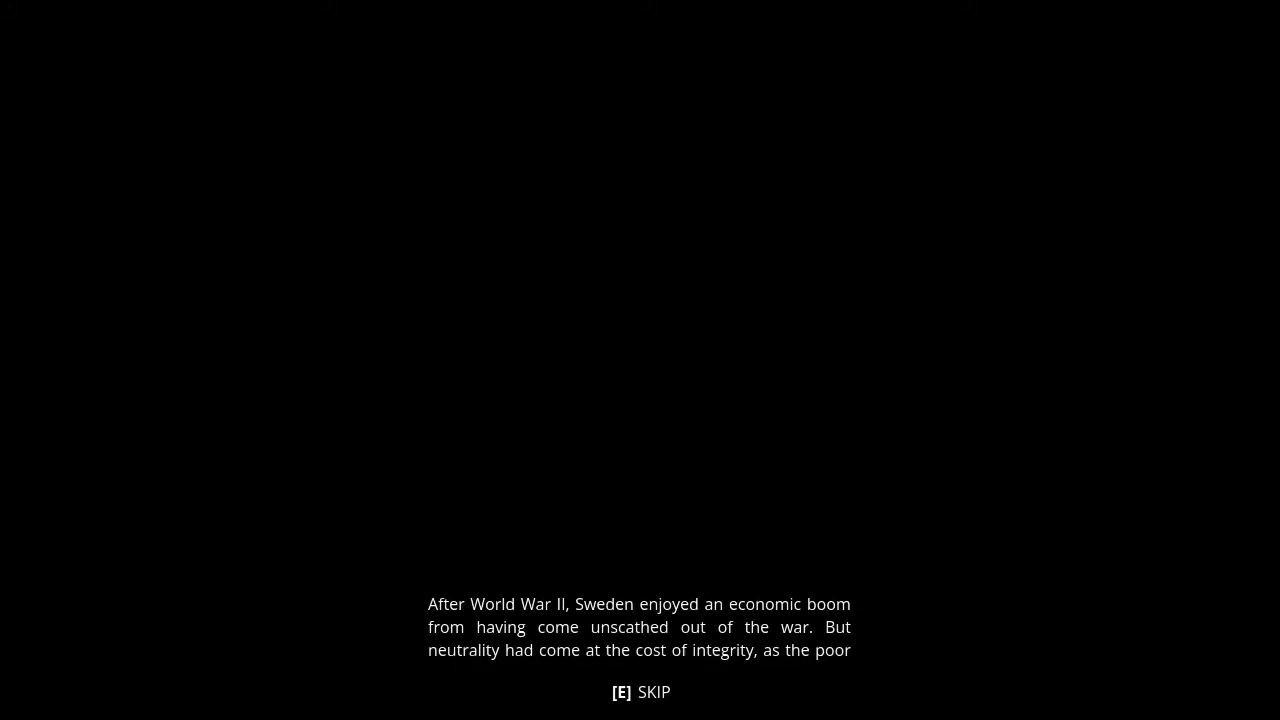 After World War II, Sweden enjoyed an economic boom
from having come unscathed out of the war. But
neutrality had come at the cost of integrity, as the poor
[E] SKIP